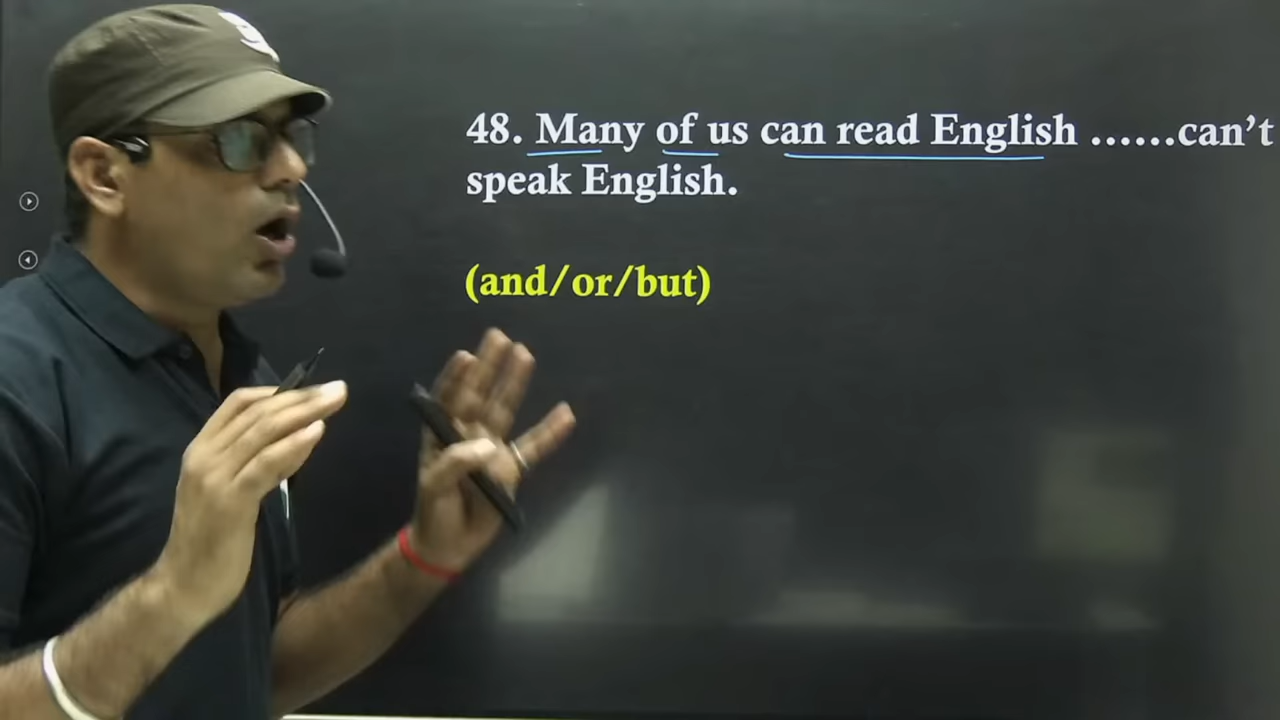 48. Many of us can read English ......can't
speak English.
(and/or/but)